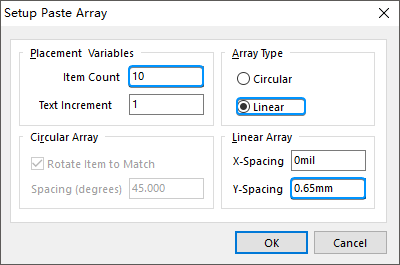 Setup Paste Array
Placement Variables
Item Count 10
Text Increment 1
Array Type
Circular
Linear
Circular Array
Rotate Item to Match
Spacing (degrees) 45.000
Linear Array
X-Spacing 0mil
Y-Spacing 0.65mm
OK Cancel